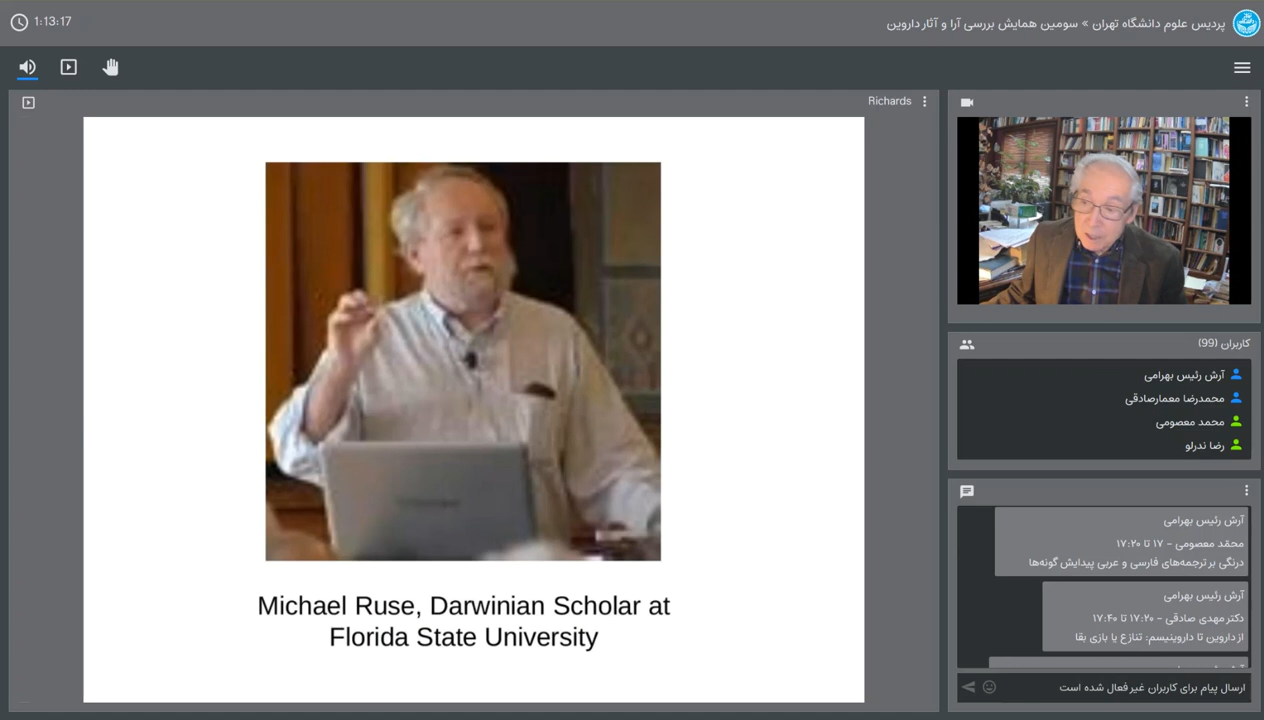 1:13:17
پردیس علوم دانشگاه تهران » سومین همایش بررسی آرا و آثار داروین
Richards
Michael Ruse, Darwinian Scholar at
Florida State University
کاربران (99)
آرش رئیس بهرامی
محمدرضا معمارصادقی
محمد معصومی
رضا ندرلو
آرش رئیس بهرامی
محمّد معصومی - ۱۷ تا ۱۷:۲۰
درنگی بر ترجمه‌های فارسی و عربی پیدایش گونه‌ها
آرش رئیس بهرامی
دکتر مهدی صادقی - ۱۷:۲۰ تا ۱۷:۴۰
از داروین تا داروینیسم: تنازع یا بازی بقا
ارسال پیام برای کاربران غیر فعال شده است